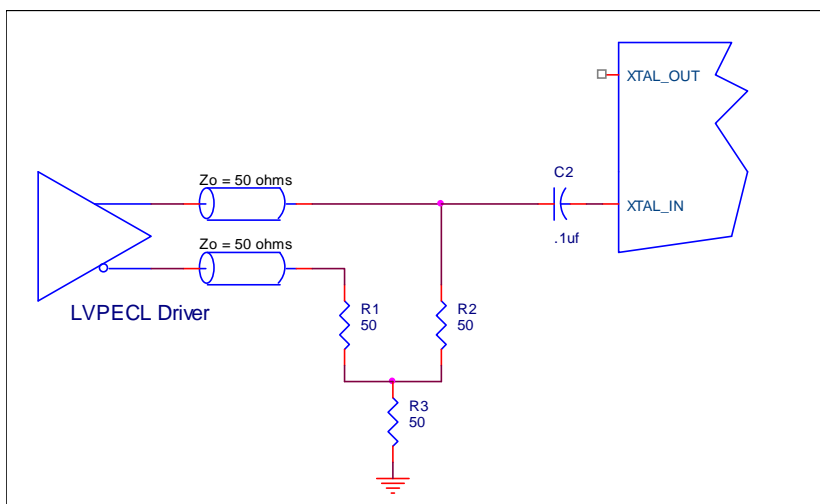 XTAL_OUT
Zo = 50 ohms
C2
XTAL_IN
.1uf
Zo = 50 ohms
LVPECL Driver
R1
50
R2
50
R3
50